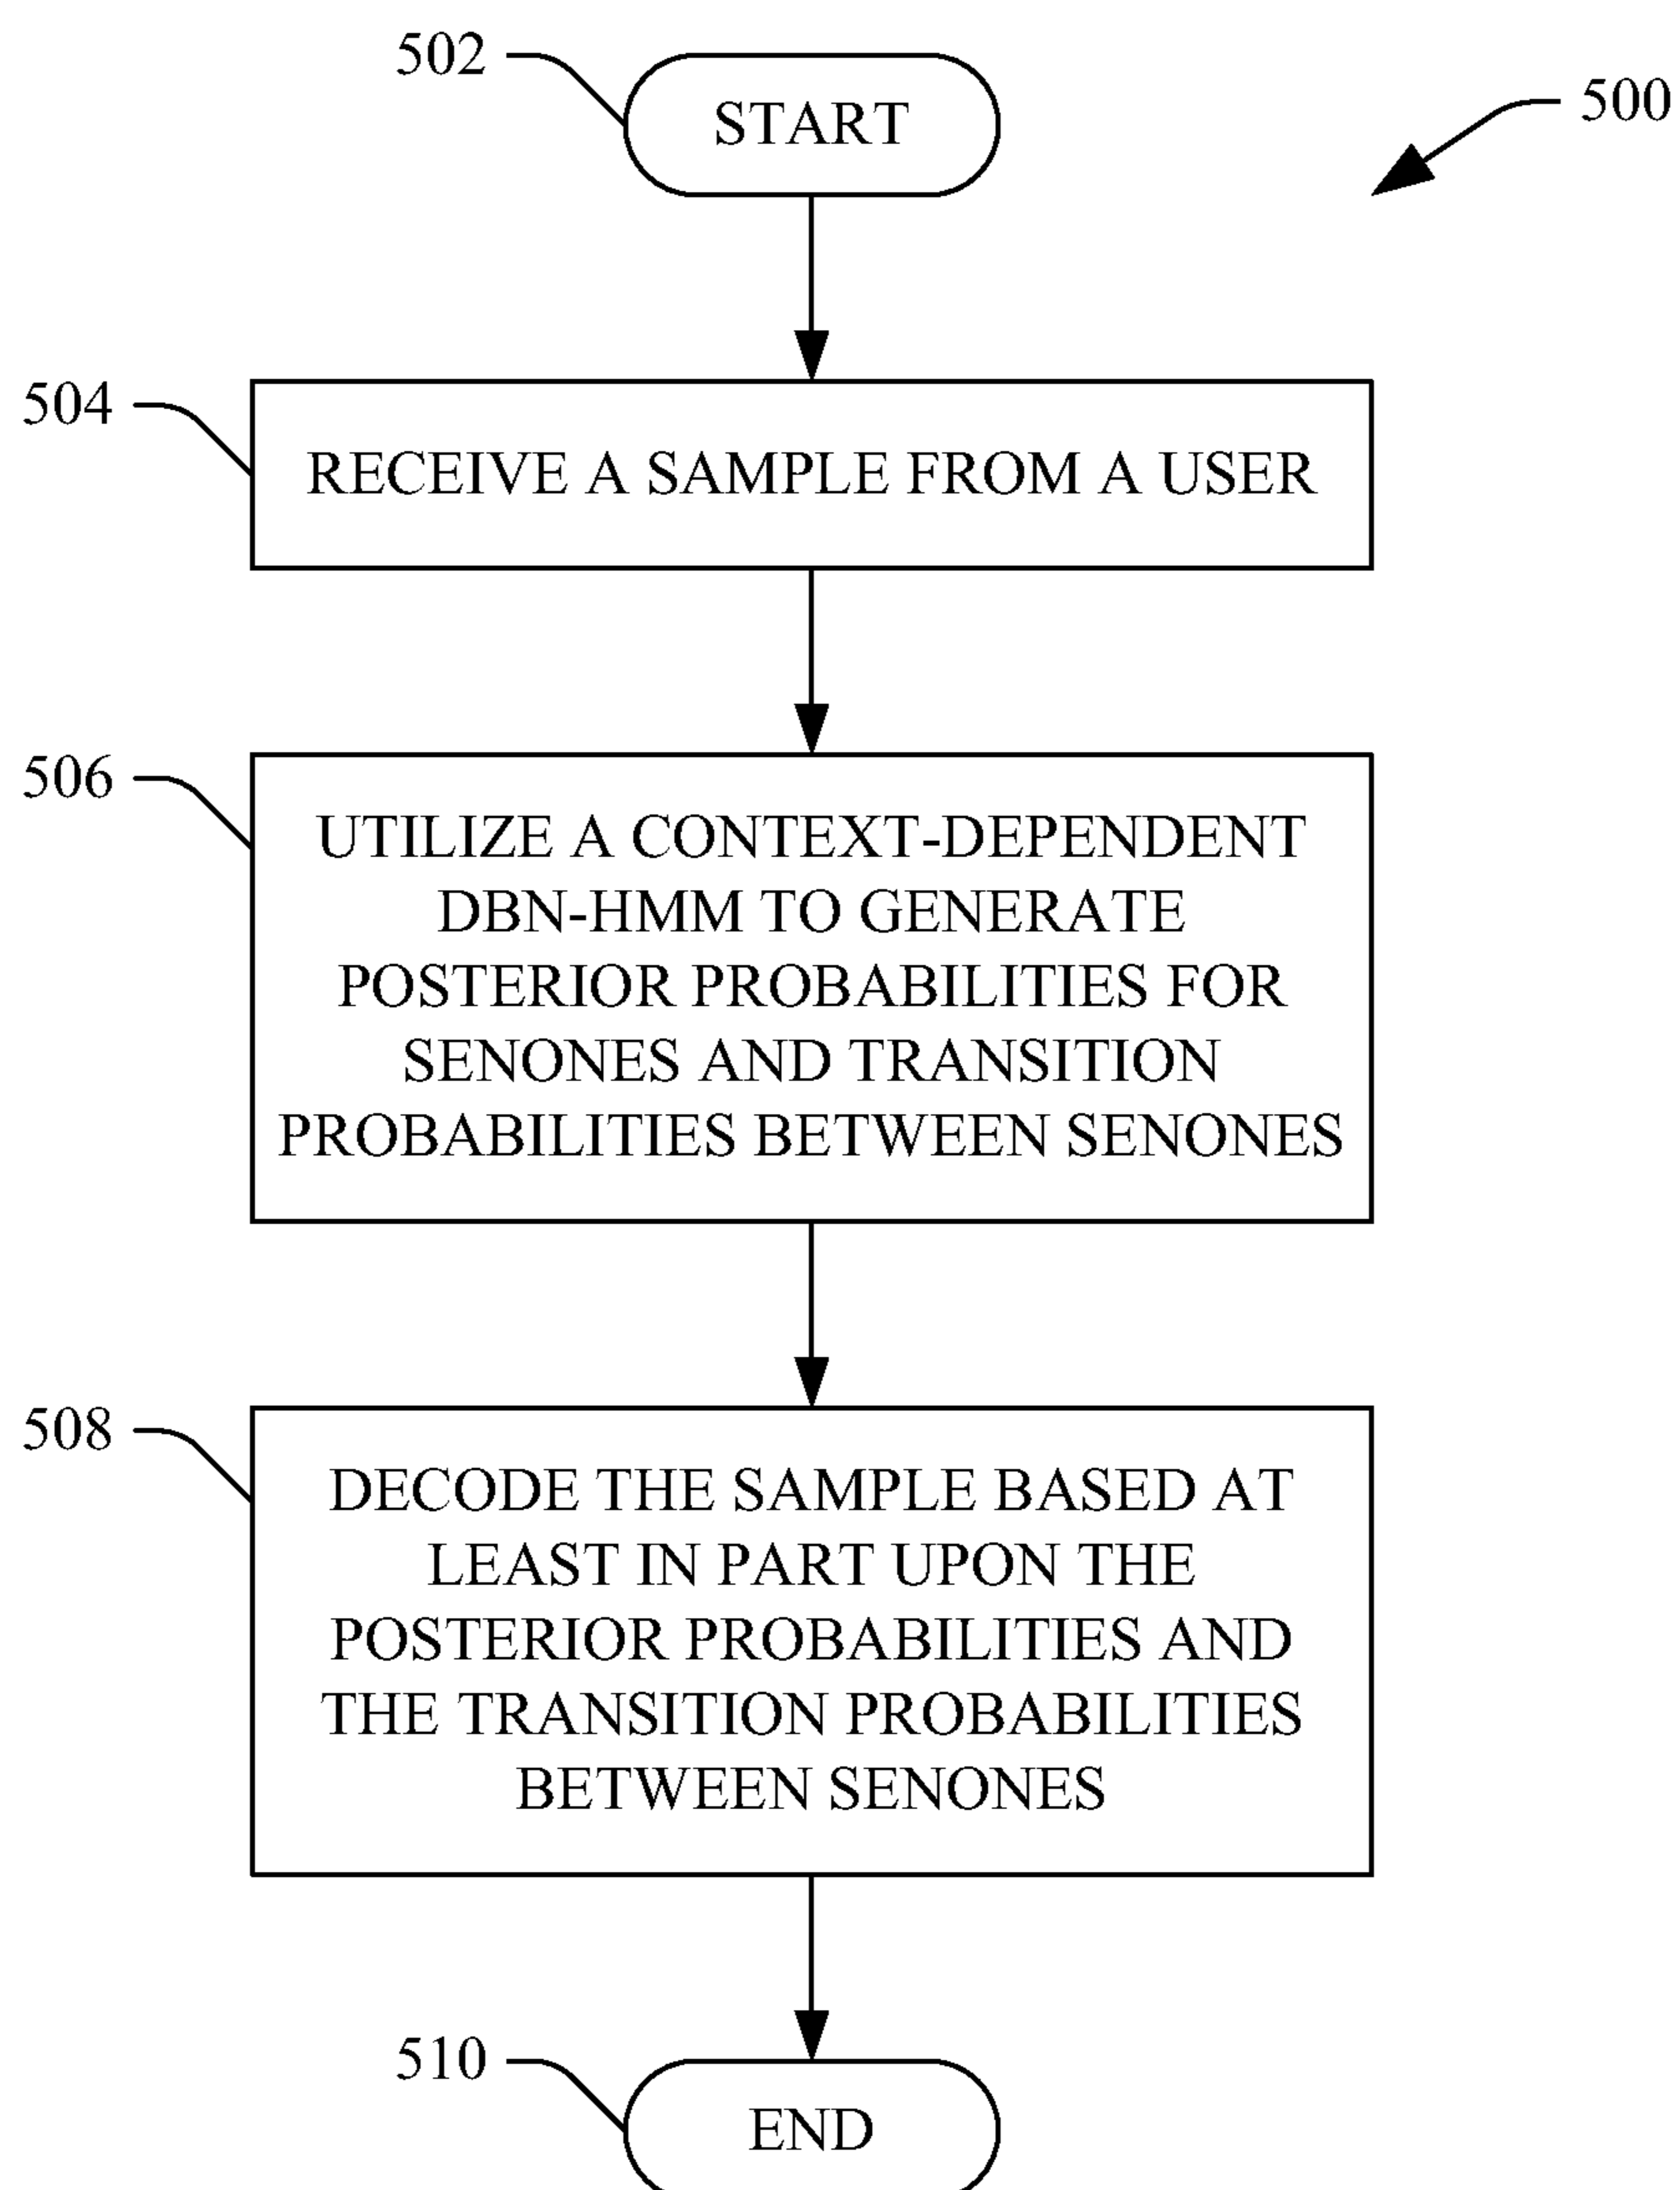 502
START
500
504
RECEIVE A SAMPLE FROM A USER
506
UTILIZE A CONTEXT-DEPENDENT
DBN-HMM TO GENERATE
POSTERIOR PROBABILITIES FOR
SENONES AND TRANSITION
PROBABILITIES BETWEEN SENONES
508
DECODE THE SAMPLE BASED AT
LEAST IN PART UPON THE
POSTERIOR PROBABILITIES AND
THE TRANSITION PROBABILITIES
BETWEEN SENONES
510
END